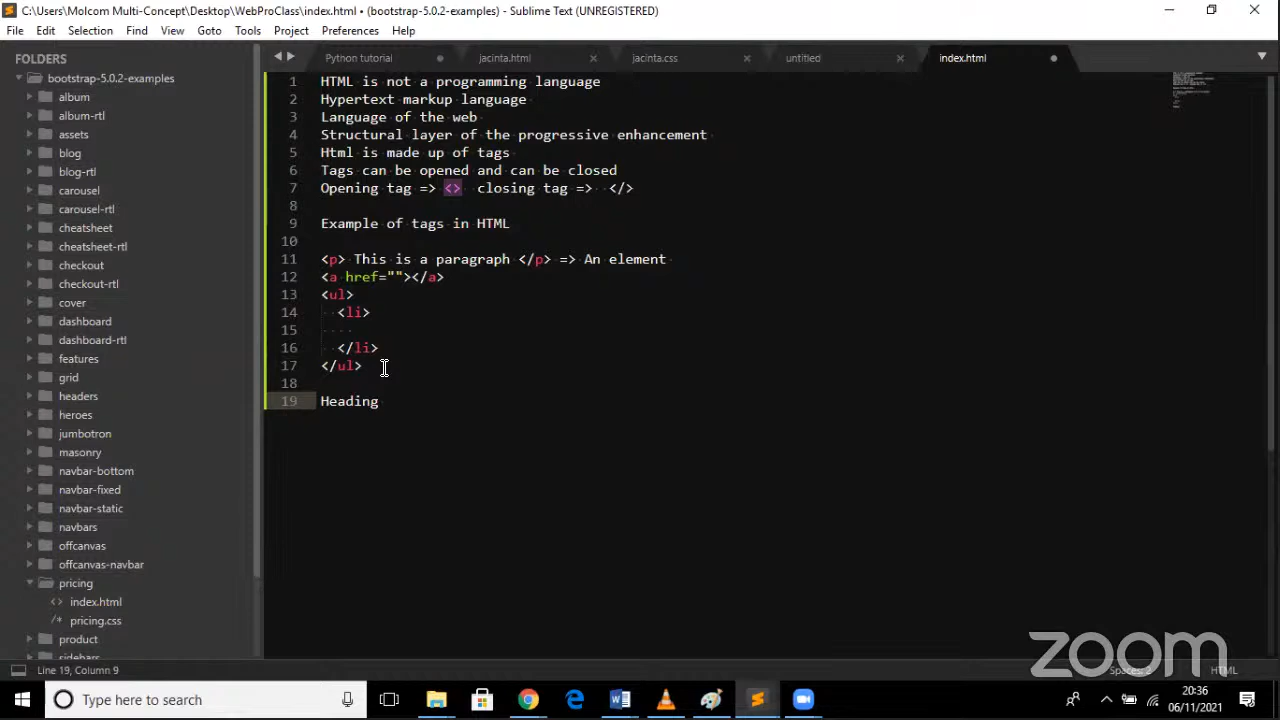 C:\Users\Molcom Multi-Concept\Desktop\WebProClass\index.html • (bootstrap-5.0.2-examples) - Sublime Text (UNREGISTERED)
File Edit Selection Find View Goto Tools Project Preferences Help
FOLDERS
bootstrap-5.0.2-examples
album
album-rtl
assets
blog
blog-rtl
carousel
carousel-rtl
cheatsheet
cheatsheet-rtl
checkout
checkout-rtl
cover
dashboard
dashboard-rtl
features
grid
headers
heroes
jumbotron
masonry
navbar-bottom
navbar-fixed
navbar-static
navbars
offcanvas
offcanvas-navbar
pricing
<> index.html
/* pricing.css
product
sidebars
Python tutorial jacinta.html jacinta.css untitled index.html
1 HTML is not a programming language
2 Hypertext markup language
3 Language of the web
4 Structural layer of the progressive enhancement
5 Html is made up of tags
6 Tags can be opened and can be closed
7 Opening tag => <> closing tag => </>
8
9 Example of tags in HTML
10
11 <p> This is a paragraph </p> => An element
12 <a href=""></a>
13 <ul>
14 <li>
15
16 </li>
17 </ul>
18
19 Heading
zoom
Line 19, Column 9
Spaces: 2
HTML
Type here to search
20:36
06/11/2021